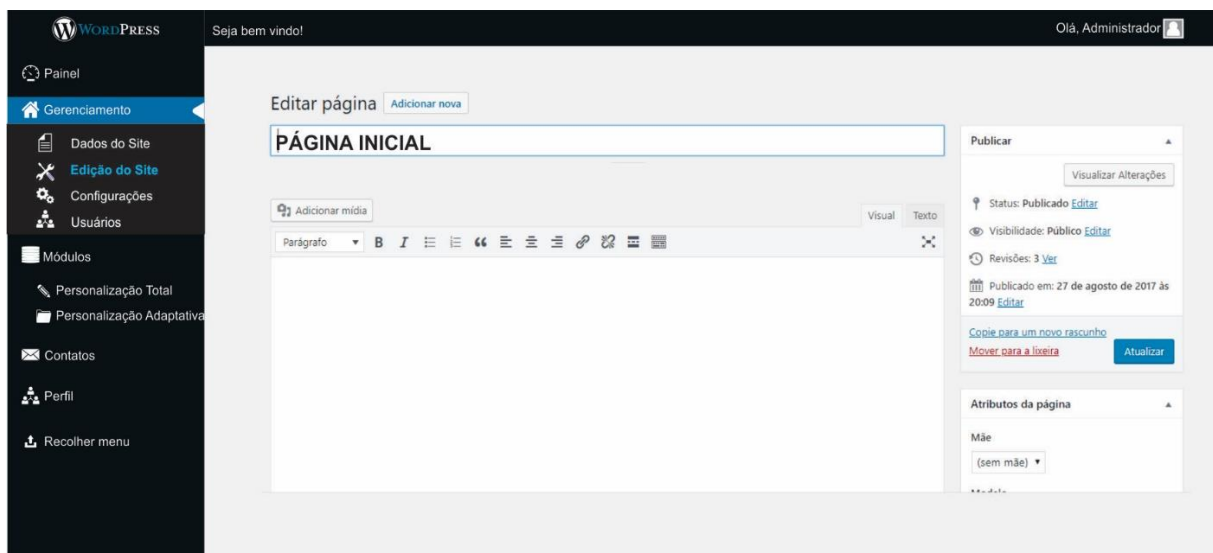 WORDPRESS
Seja bem vindo!
Olá, Administrador
Painel
Gerenciamento
Dados do Site
Edição do Site
Configurações
Usuários
Módulos
Personalização Total
Personalização Adaptativa
Contatos
Perfil
Recolher menu
Editar página Adicionar nova
PÁGINA INICIAL
Adicionar mídia
Visual Texto
Parágrafo B I
Publicar
Visualizar Alterações
Status: Publicado Editar
Visibilidade: Público Editar
Revisões: 3 Ver
Publicado em: 27 de agosto de 2017 às
20:09 Editar
Copie para um novo rascunho
Mover para a lixeira Atualizar
Atributos da página
Mãe
(sem mãe)